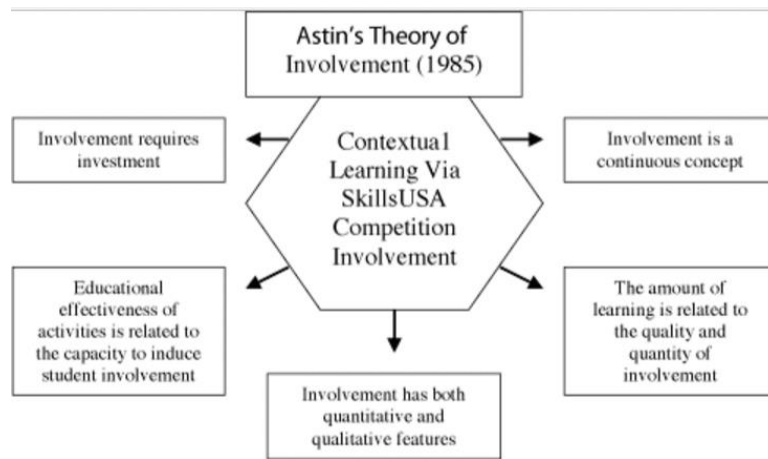 Astin's Theory of
Involvement (1985)
Involvement requires
investment
Contextual
Learning Via
SkillsUSA
Competition
Involvement
Involvement is a
continuous concept
Educational
effectiveness of
activities is related to
the capacity to induce
student involvement
Involvement has both
quantitative and
qualitative features
The amount of
learning is related to
the quality and
quantity of
involvement